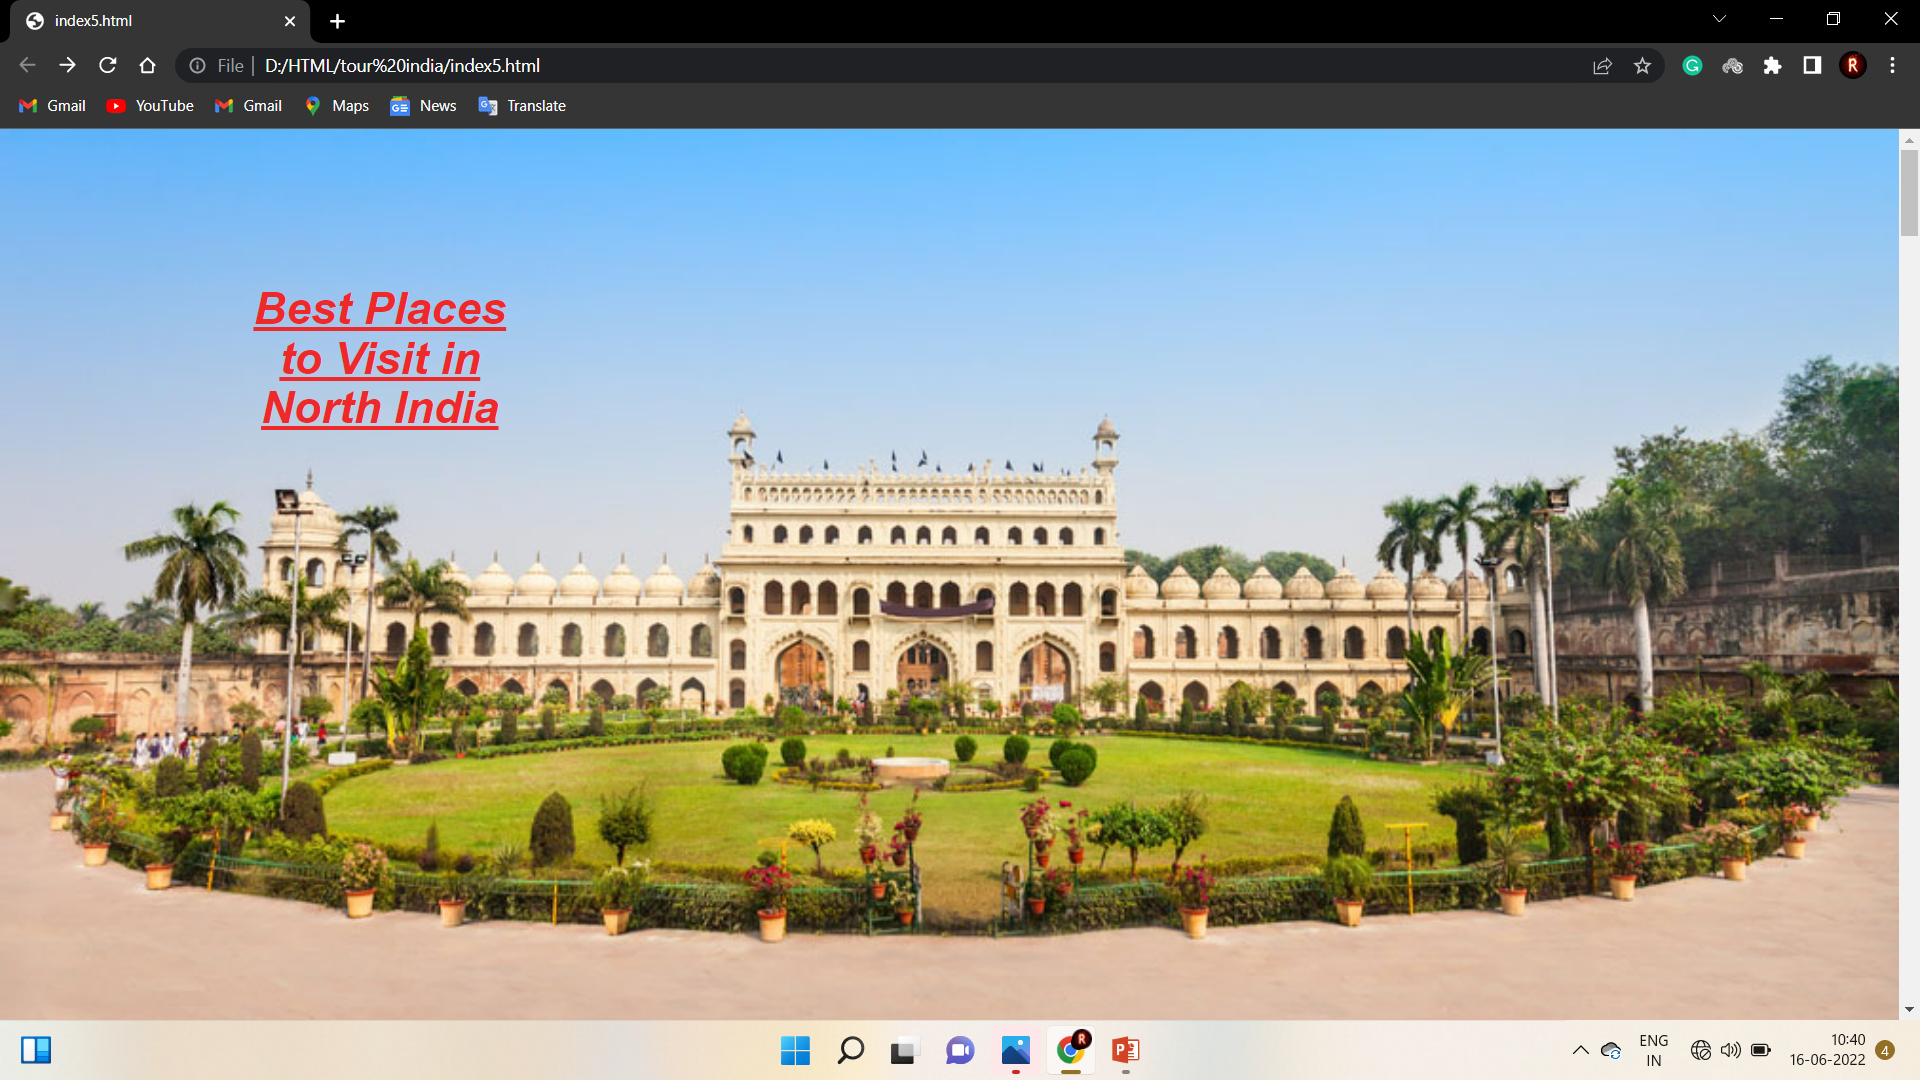 index5.html
File
D:/HTML/tour%20india/index5.html
R
Gmail
YouTube
Gmail
Maps
News
Translate
Best Places
to Visit in
North India
ENG
IN
10:40
16-06-2022
4